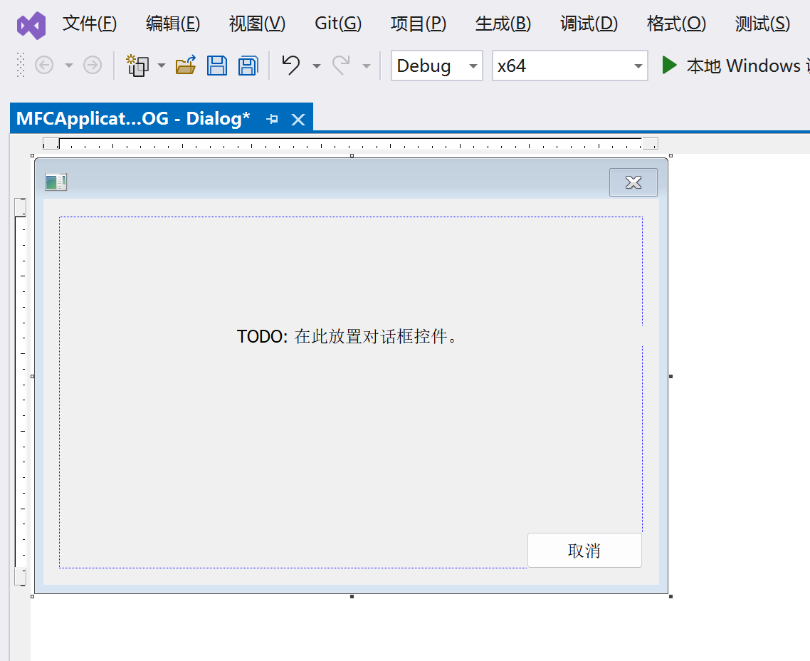 文件(F) 编辑(E) 视图(V) Git(G) 项目(P) 生成(B) 调试(D) 格式(O) 测试(S)
Debug x64 本地 Windows
MFCApplicat...OG - Dialog*
TODO: 在此放置对话框控件。
取消